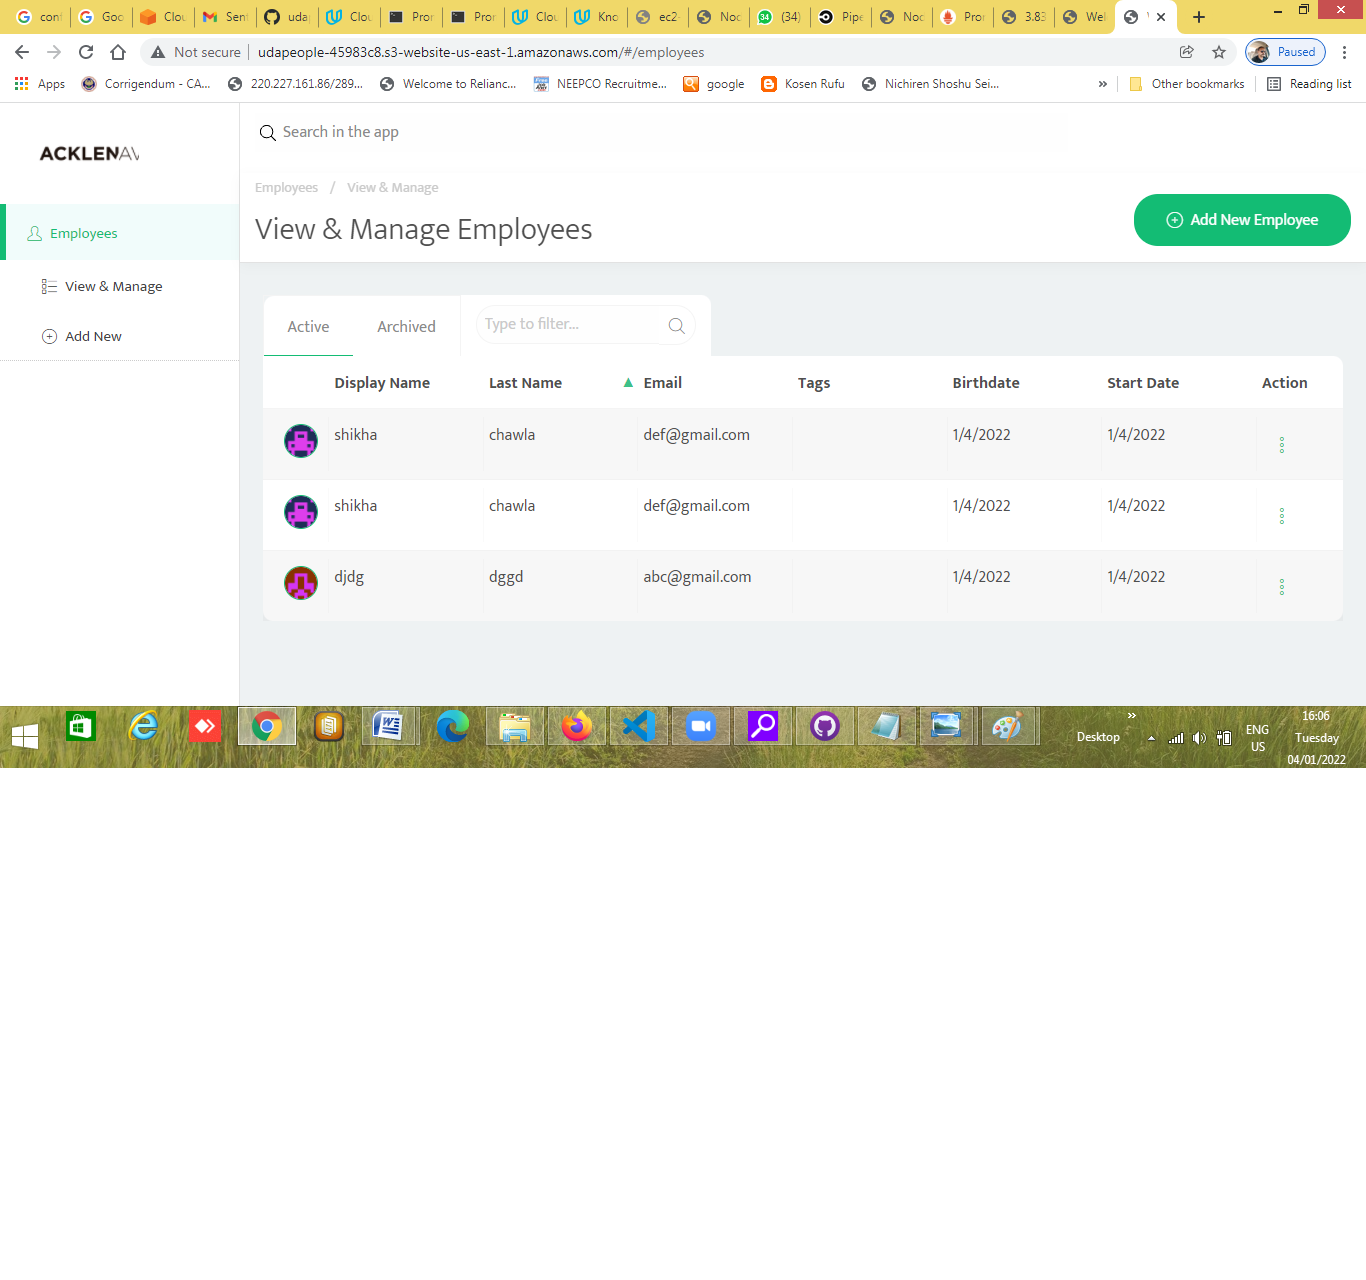 conf Goo Clou Sent uda Clou Pror Pror Clou Kno ec2- Noc (34) Pipe Noc Pror 3.83 Wel
Not secure udapeople-45983c8.s3-website-us-east-1.amazonaws.com/#/employees Paused
Apps Corrigendum - CA... 220.227.161.86/289... Welcome to Relianc... NEEPCO Recruitme... google Kosen Rufu Nichiren Shoshu Sei... » Other bookmarks Reading list
ACKLENAV
Search in the app
Employees / View & Manage
View & Manage Employees
Add New Employee
Employees
View & Manage
Add New
Active Archived Type to filter...
Display Name Last Name Email Tags Birthdate Start Date Action
shikha chawla def@gmail.com 1/4/2022 1/4/2022
shikha chawla def@gmail.com 1/4/2022 1/4/2022
djdg dggd abc@gmail.com 1/4/2022 1/4/2022
Desktop » ENG US
16:06
Tuesday
04/01/2022